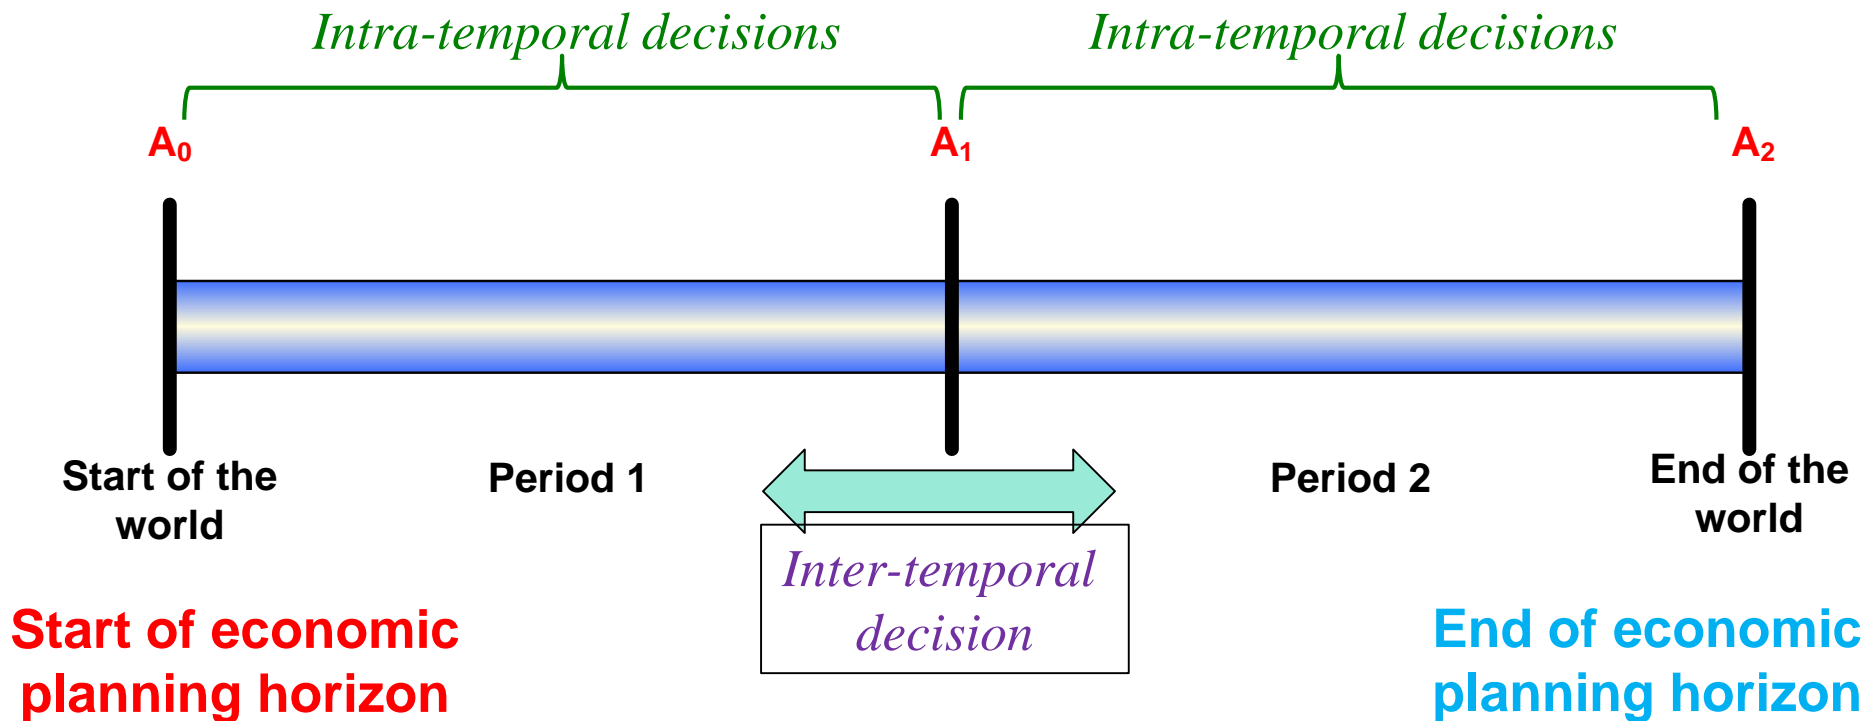 Intra-temporal decisions
Intra-temporal decisions
A₀
A₁
A₂
Start of the
world
Period 1
Period 2
End of the
world
Inter-temporal
decision
Start of economic
planning horizon
End of economic
planning horizon